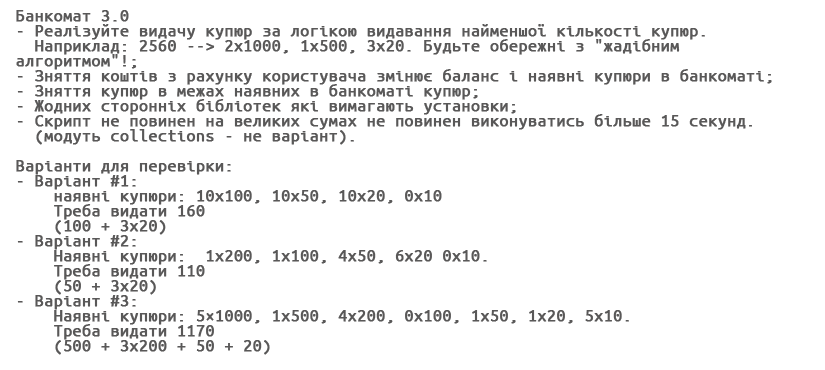 Банкомат 3.0
- Реалізуйте видачу купюр за логікою видавання найменшої кількості купюр.
Наприклад: 2560 --> 2x1000, 1x500, 3x20. Будьте обережні з "жадібним
алгоритмом"!;
- Зняття коштів з рахунку користувача змінює баланс і наявні купюри в банкоматі;
- Зняття купюр в межах наявних в банкоматі купюр;
- Жодних сторонніх бібліотек які вимагають установки;
- Скрипт не повинен на великих сумах не повинен виконуватись більше 15 секунд.
(модуть collections - не варіант).
Варіанти для перевірки:
- Варіант #1:
наявні купюри: 10x100, 10x50, 10x20, 0x10
Треба видати 160
(100 + 3x20)
- Варіант #2:
Наявні купюри:  1x200, 1x100, 4x50, 6x20 0x10.
Треба видати 110
(50 + 3x20)
- Варіант #3:
Наявні купюри: 5×1000, 1x500, 4x200, 0x100, 1x50, 1x20, 5x10.
Треба видати 1170
(500 + 3x200 + 50 + 20)